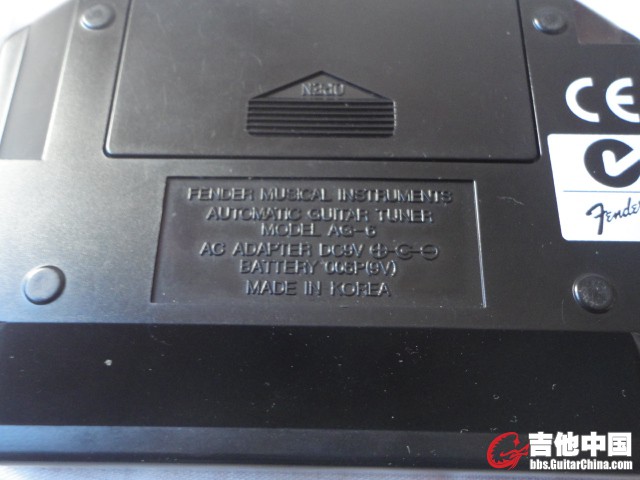 N230
CE
FENDER MUSICAL INSTRUMENTS
AUTOMATIC GUITAR TUNER
MODEL AG-6
AC ADAPTER DC9V
BATTERY 006P(9V)
MADE IN KOREA
Fender
吉他中国
bbs.GuitarChina.com